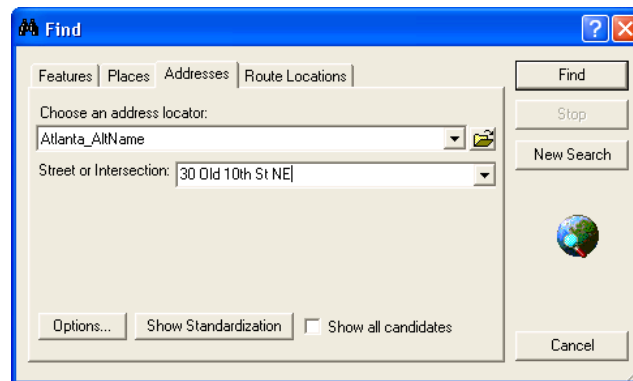 Find
Features Places Addresses Route Locations
Find
Choose an address locator:
Stop
Atlanta_AltName
New Search
Street or Intersection: 30 Old 10th St NE
Options... Show Standardization Show all candidates
Cancel